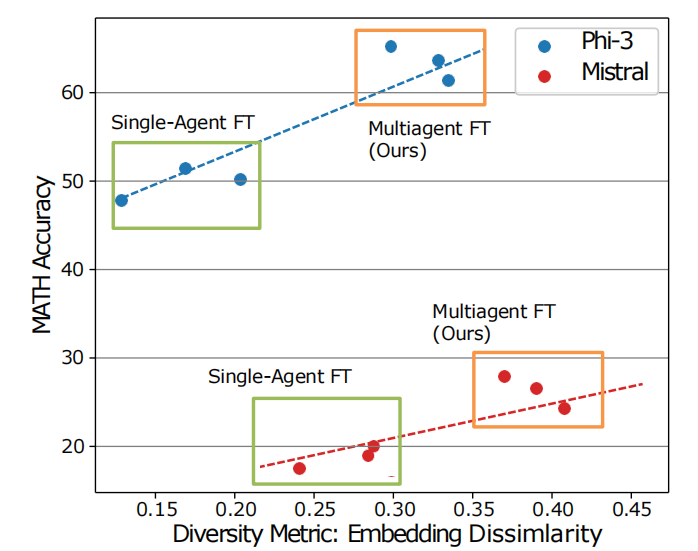 Phi-3
Mistral
Single-Agent FT
Multiagent FT
(Ours)
Multiagent FT
(Ours)
Single-Agent FT
MATH Accuracy
60
50
40
30
20
0.15 0.20 0.25 0.30 0.35 0.40 0.45
Diversity Metric: Embedding Dissimlarity